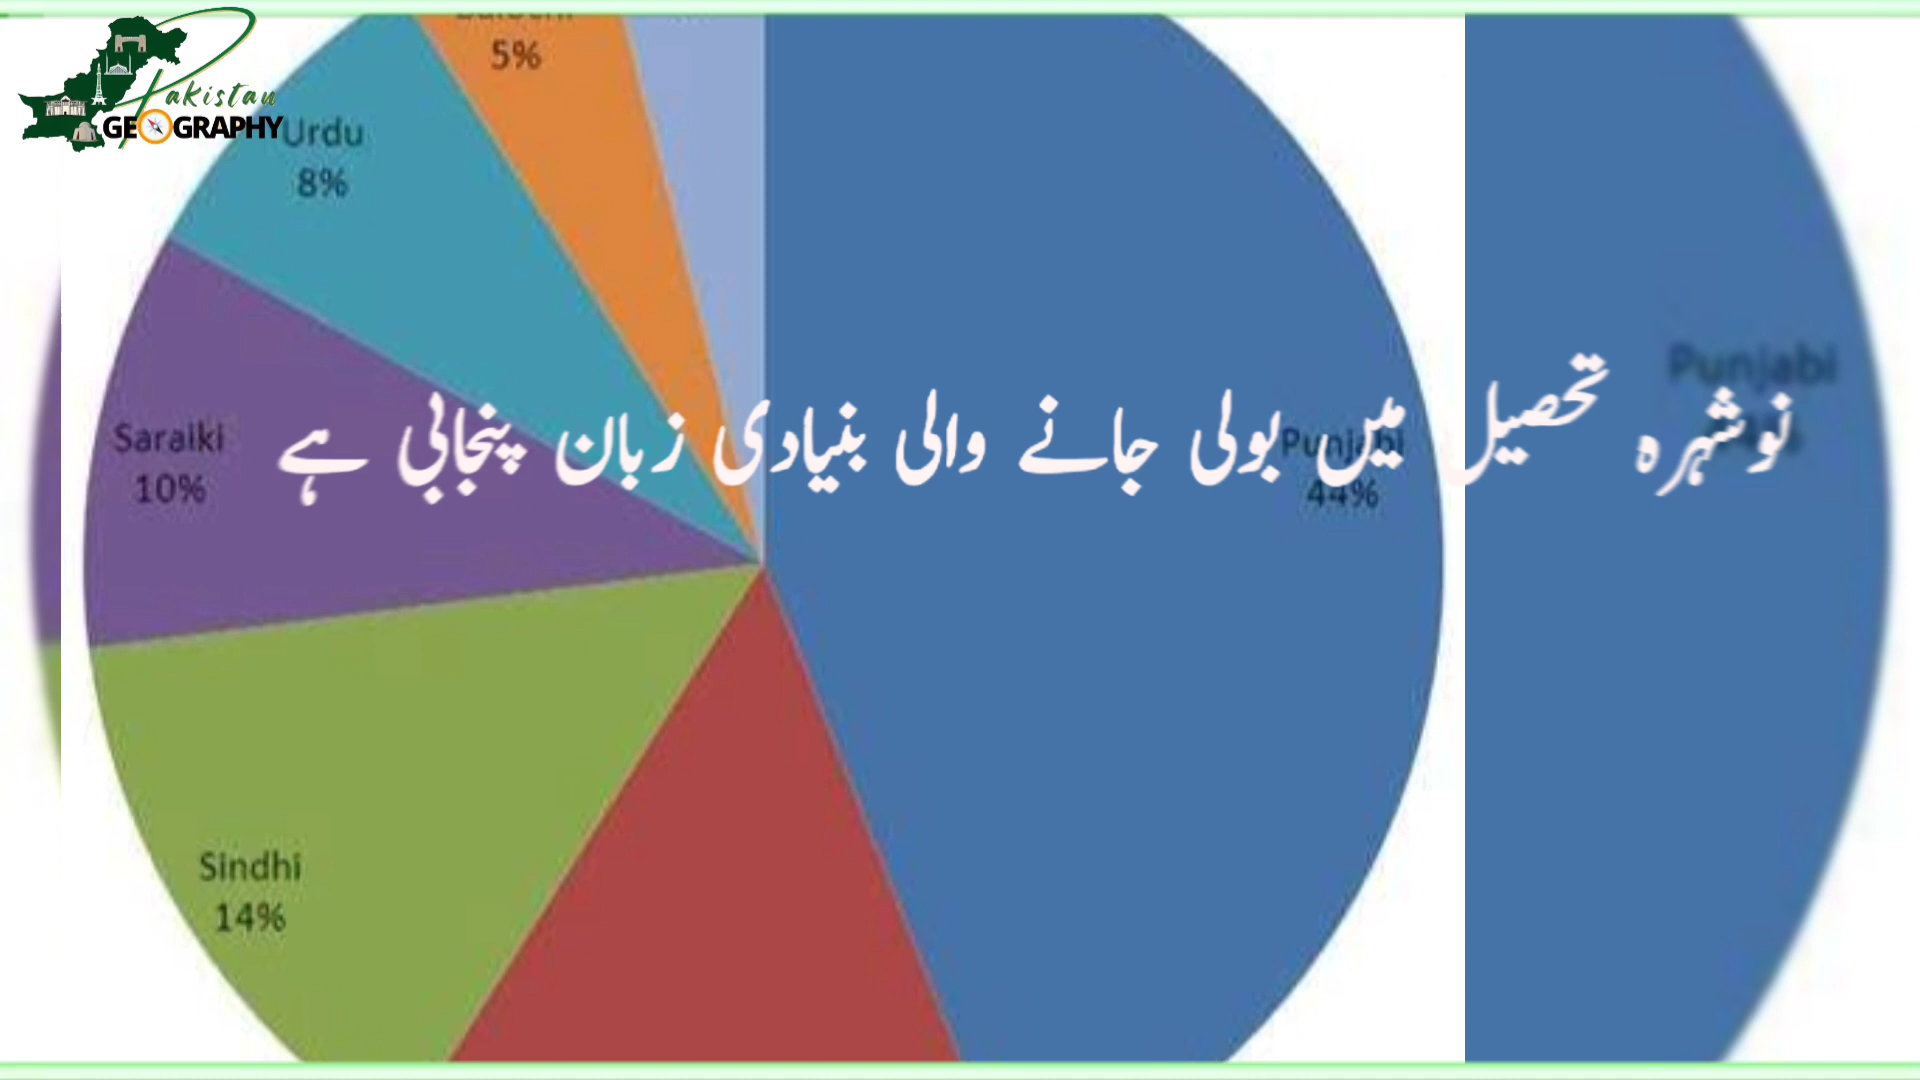 Pakistan
GEOGRAPHY
5%
Urdu
8%
Punjabi
نوشہرہ تحصیل میں بولی جانے والی بنیادی زبان پنجابی ہے
Saraiki
10%
Punjabi
44%
Sindhi
14%